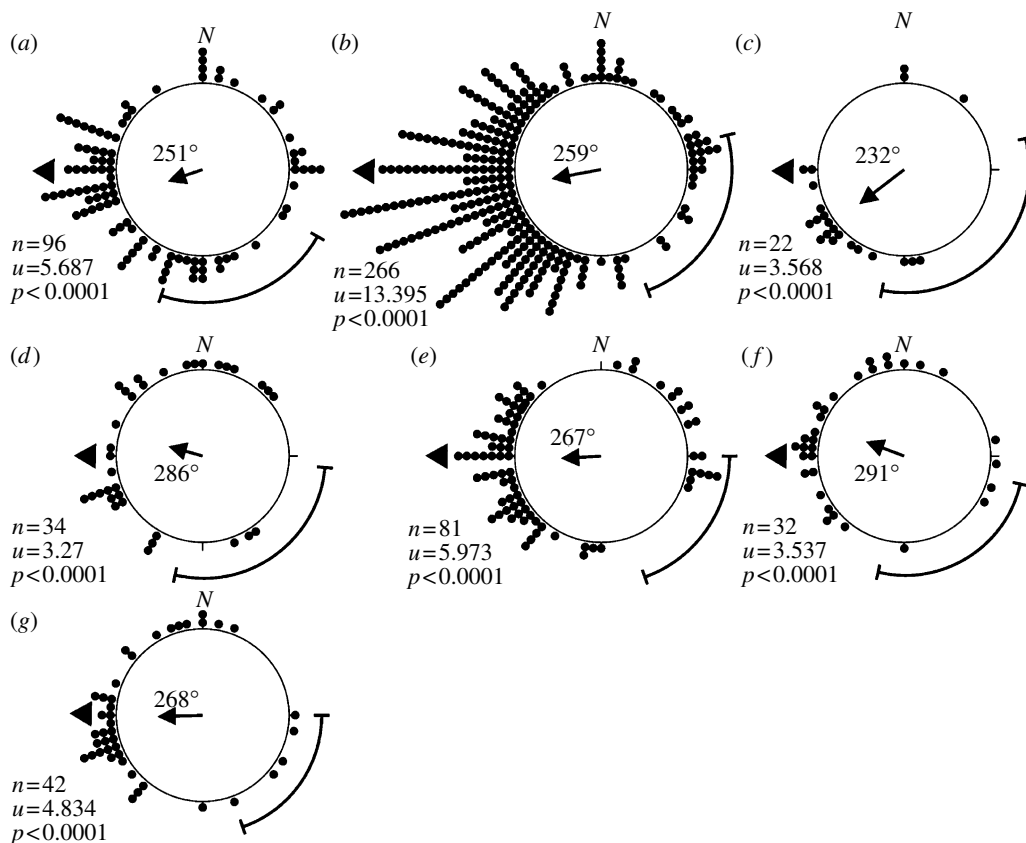 (a)
N
251°
n=96
u=5.687
p<0.0001
(b)
N
259°
n=266
u=13.395
p<0.0001
(c)
N
232°
n=22
u=3.568
p<0.0001
(d)
N
286°
n=34
u=3.27
p<0.0001
(e)
N
267°
n=81
u=5.973
p<0.0001
(f)
N
291°
n=32
u=3.537
p<0.0001
(g)
N
268°
n=42
u=4.834
p<0.0001